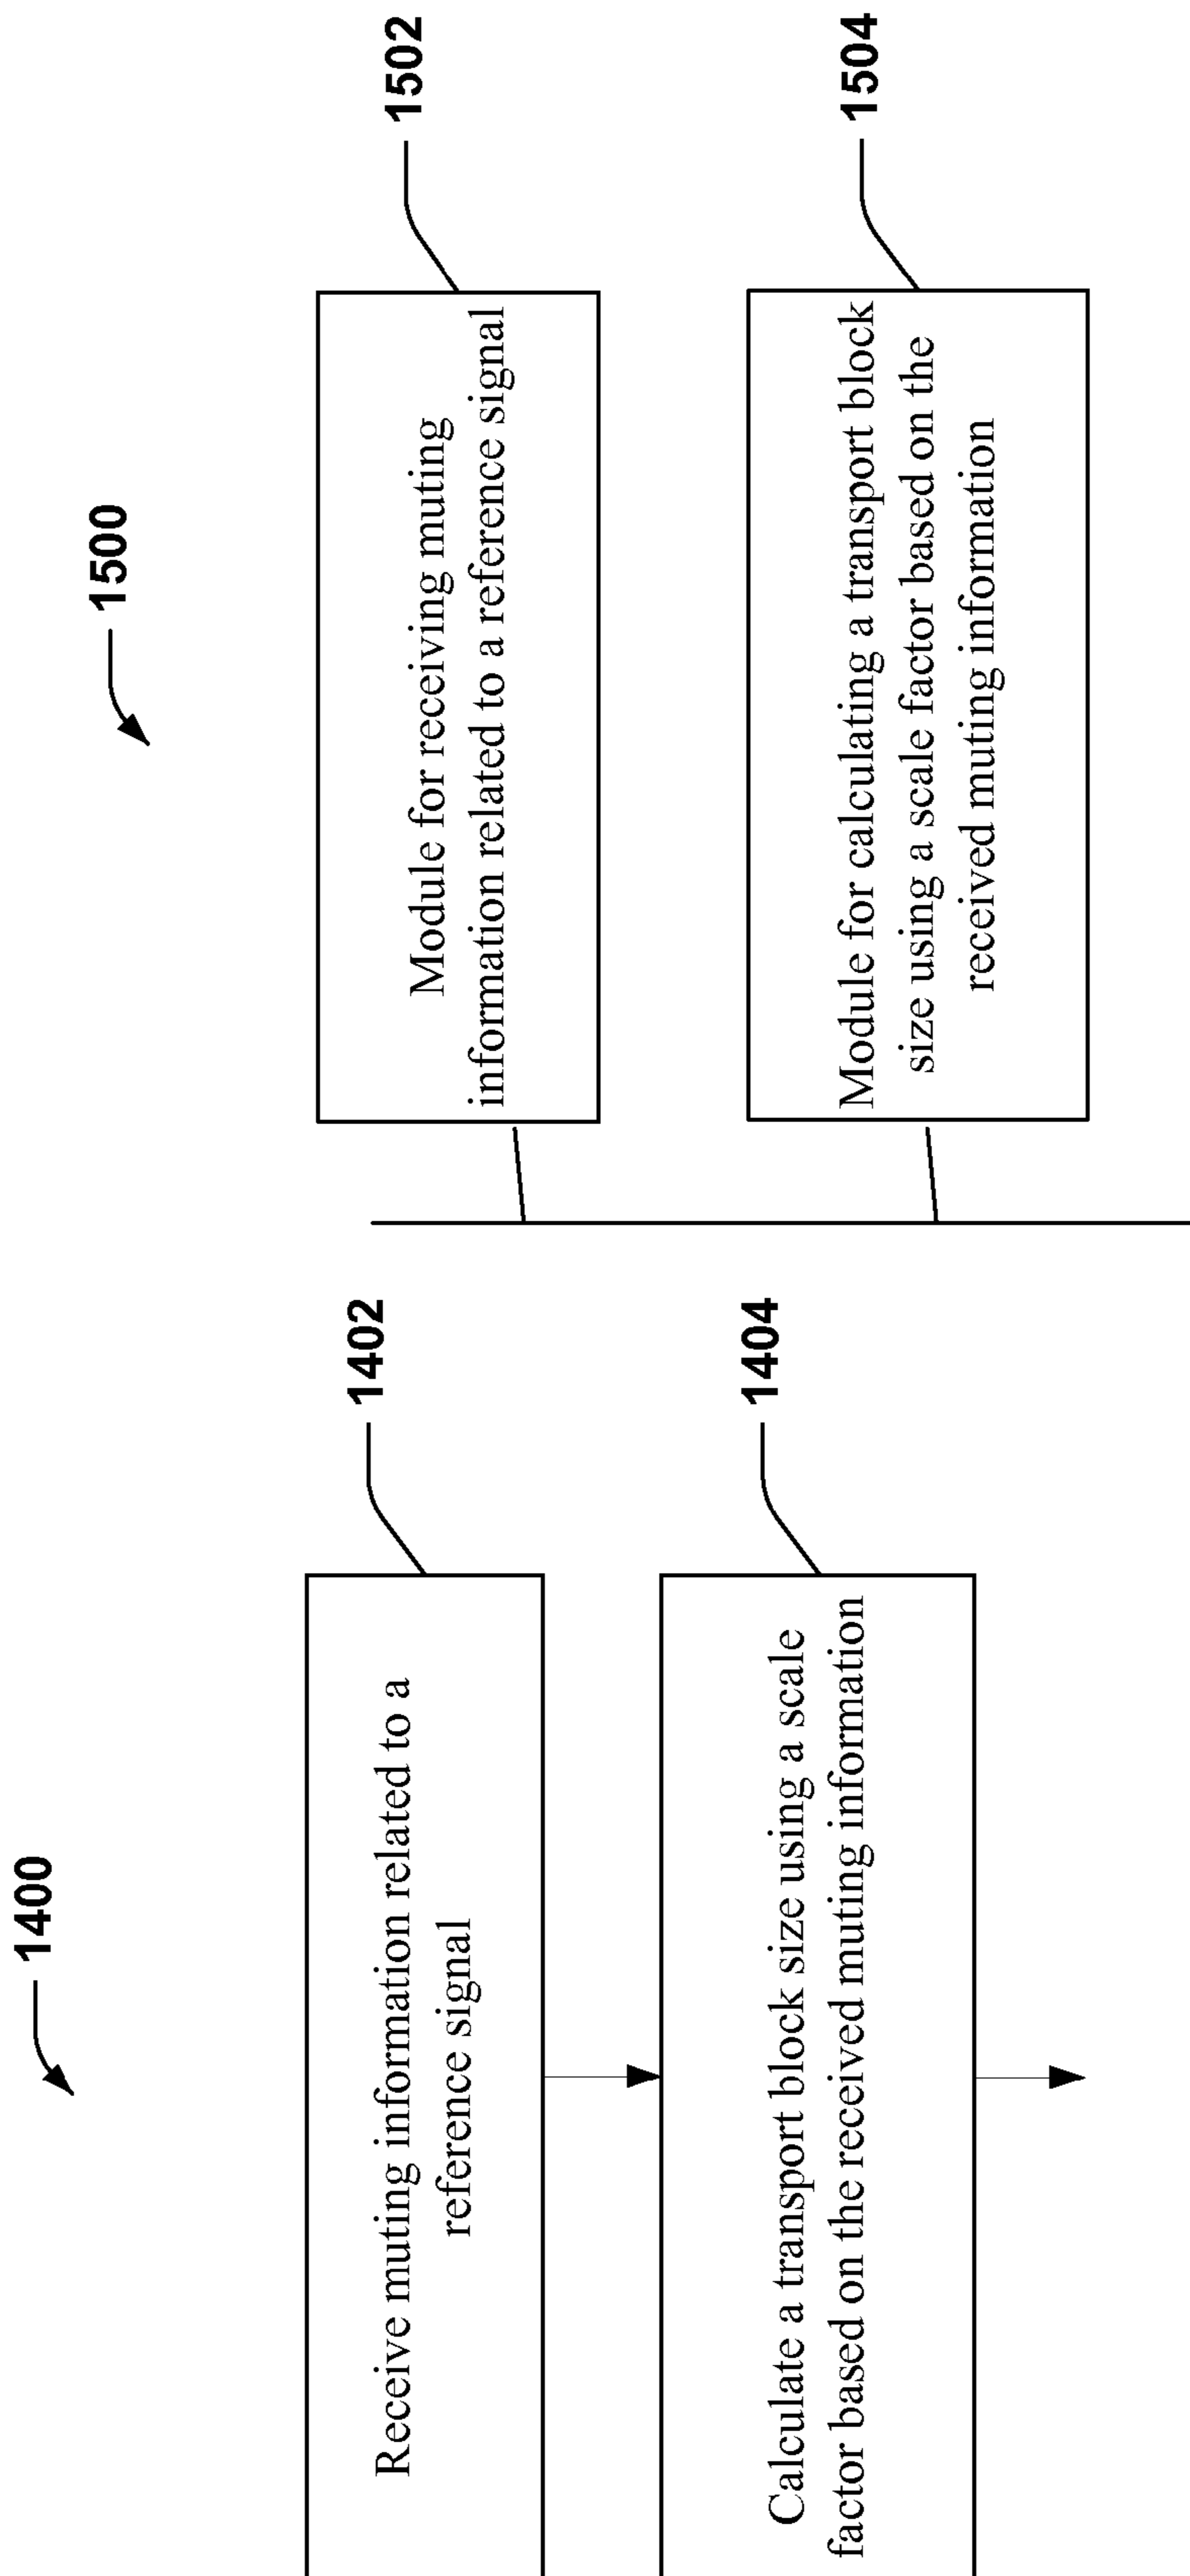 1400
Receive muting information related to a
reference signal
1402
Calculate a transport block size using a scale
factor based on the received muting information
1404
1500
Module for receiving muting
information related to a reference signal
1502
Module for calculating a transport block
size using a scale factor based on the
received muting information
1504